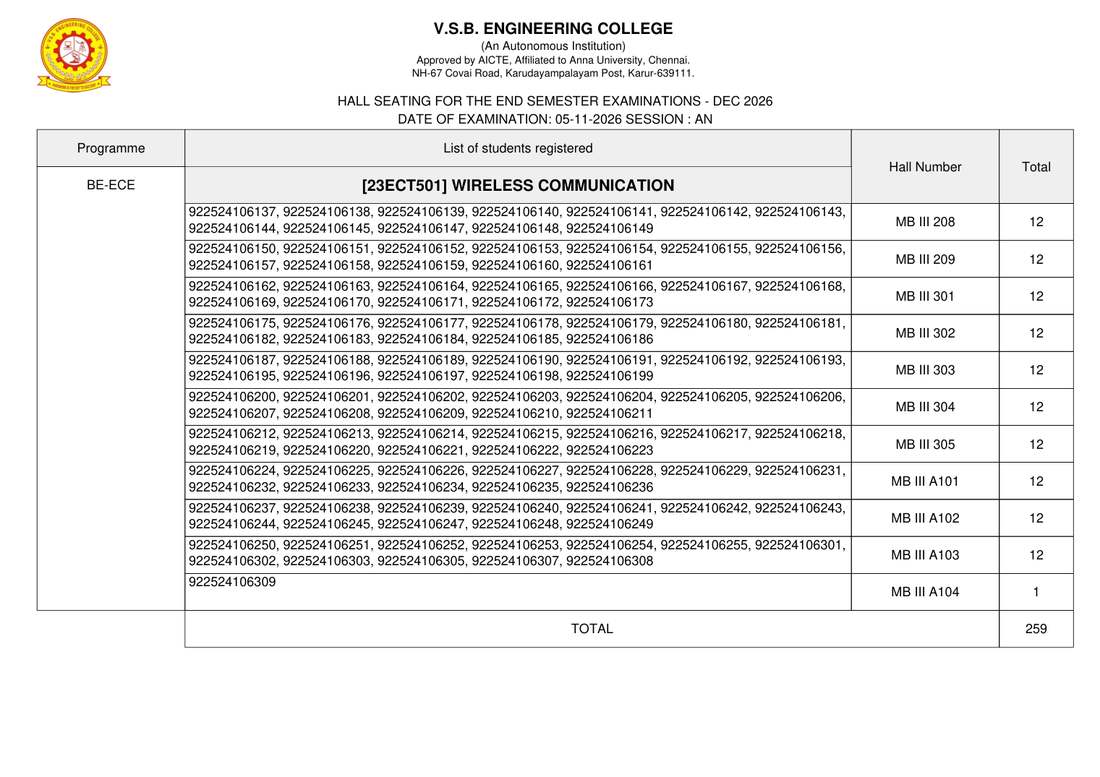 V.S.B. ENGINEERING COLLEGE
(An Autonomous Institution)
Approved by AICTE, Affiliated to Anna University, Chennai.
NH-67 Covai Road, Karudayampalayam Post, Karur-639111.
HALL SEATING FOR THE END SEMESTER EXAMINATIONS - DEC 2026
DATE OF EXAMINATION: 05-11-2026 SESSION : AN
Programme List of students registered Hall Number Total
BE-ECE [23ECT501] WIRELESS COMMUNICATION
922524106137, 922524106138, 922524106139, 922524106140, 922524106141, 922524106142, 922524106143,
922524106144, 922524106145, 922524106147, 922524106148, 922524106149
MB III 208 12
922524106150, 922524106151, 922524106152, 922524106153, 922524106154, 922524106155, 922524106156,
922524106157, 922524106158, 922524106159, 922524106160, 922524106161
MB III 209 12
922524106162, 922524106163, 922524106164, 922524106165, 922524106166, 922524106167, 922524106168,
922524106169, 922524106170, 922524106171, 922524106172, 922524106173
MB III 301 12
922524106175, 922524106176, 922524106177, 922524106178, 922524106179, 922524106180, 922524106181,
922524106182, 922524106183, 922524106184, 922524106185, 922524106186
MB III 302 12
922524106187, 922524106188, 922524106189, 922524106190, 922524106191, 922524106192, 922524106193,
922524106195, 922524106196, 922524106197, 922524106198, 922524106199
MB III 303 12
922524106200, 922524106201, 922524106202, 922524106203, 922524106204, 922524106205, 922524106206,
922524106207, 922524106208, 922524106209, 922524106210, 922524106211
MB III 304 12
922524106212, 922524106213, 922524106214, 922524106215, 922524106216, 922524106217, 922524106218,
922524106219, 922524106220, 922524106221, 922524106222, 922524106223
MB III 305 12
922524106224, 922524106225, 922524106226, 922524106227, 922524106228, 922524106229, 922524106231,
922524106232, 922524106233, 922524106234, 922524106235, 922524106236
MB III A101 12
922524106237, 922524106238, 922524106239, 922524106240, 922524106241, 922524106242, 922524106243,
922524106244, 922524106245, 922524106247, 922524106248, 922524106249
MB III A102 12
922524106250, 922524106251, 922524106252, 922524106253, 922524106254, 922524106255, 922524106301,
922524106302, 922524106303, 922524106305, 922524106307, 922524106308
MB III A103 12
922524106309
MB III A104 1
TOTAL 259